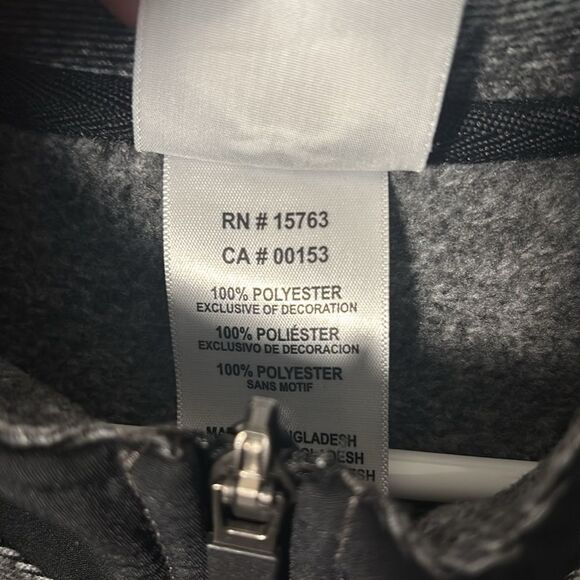 RN # 15763
CA # 00153
100% POLYESTER
EXCLUSIVE OF DECORATION
100% POLIÉSTER
EXCLUSIVO DE DECORACION
100% POLYESTER
SANS MOTIF